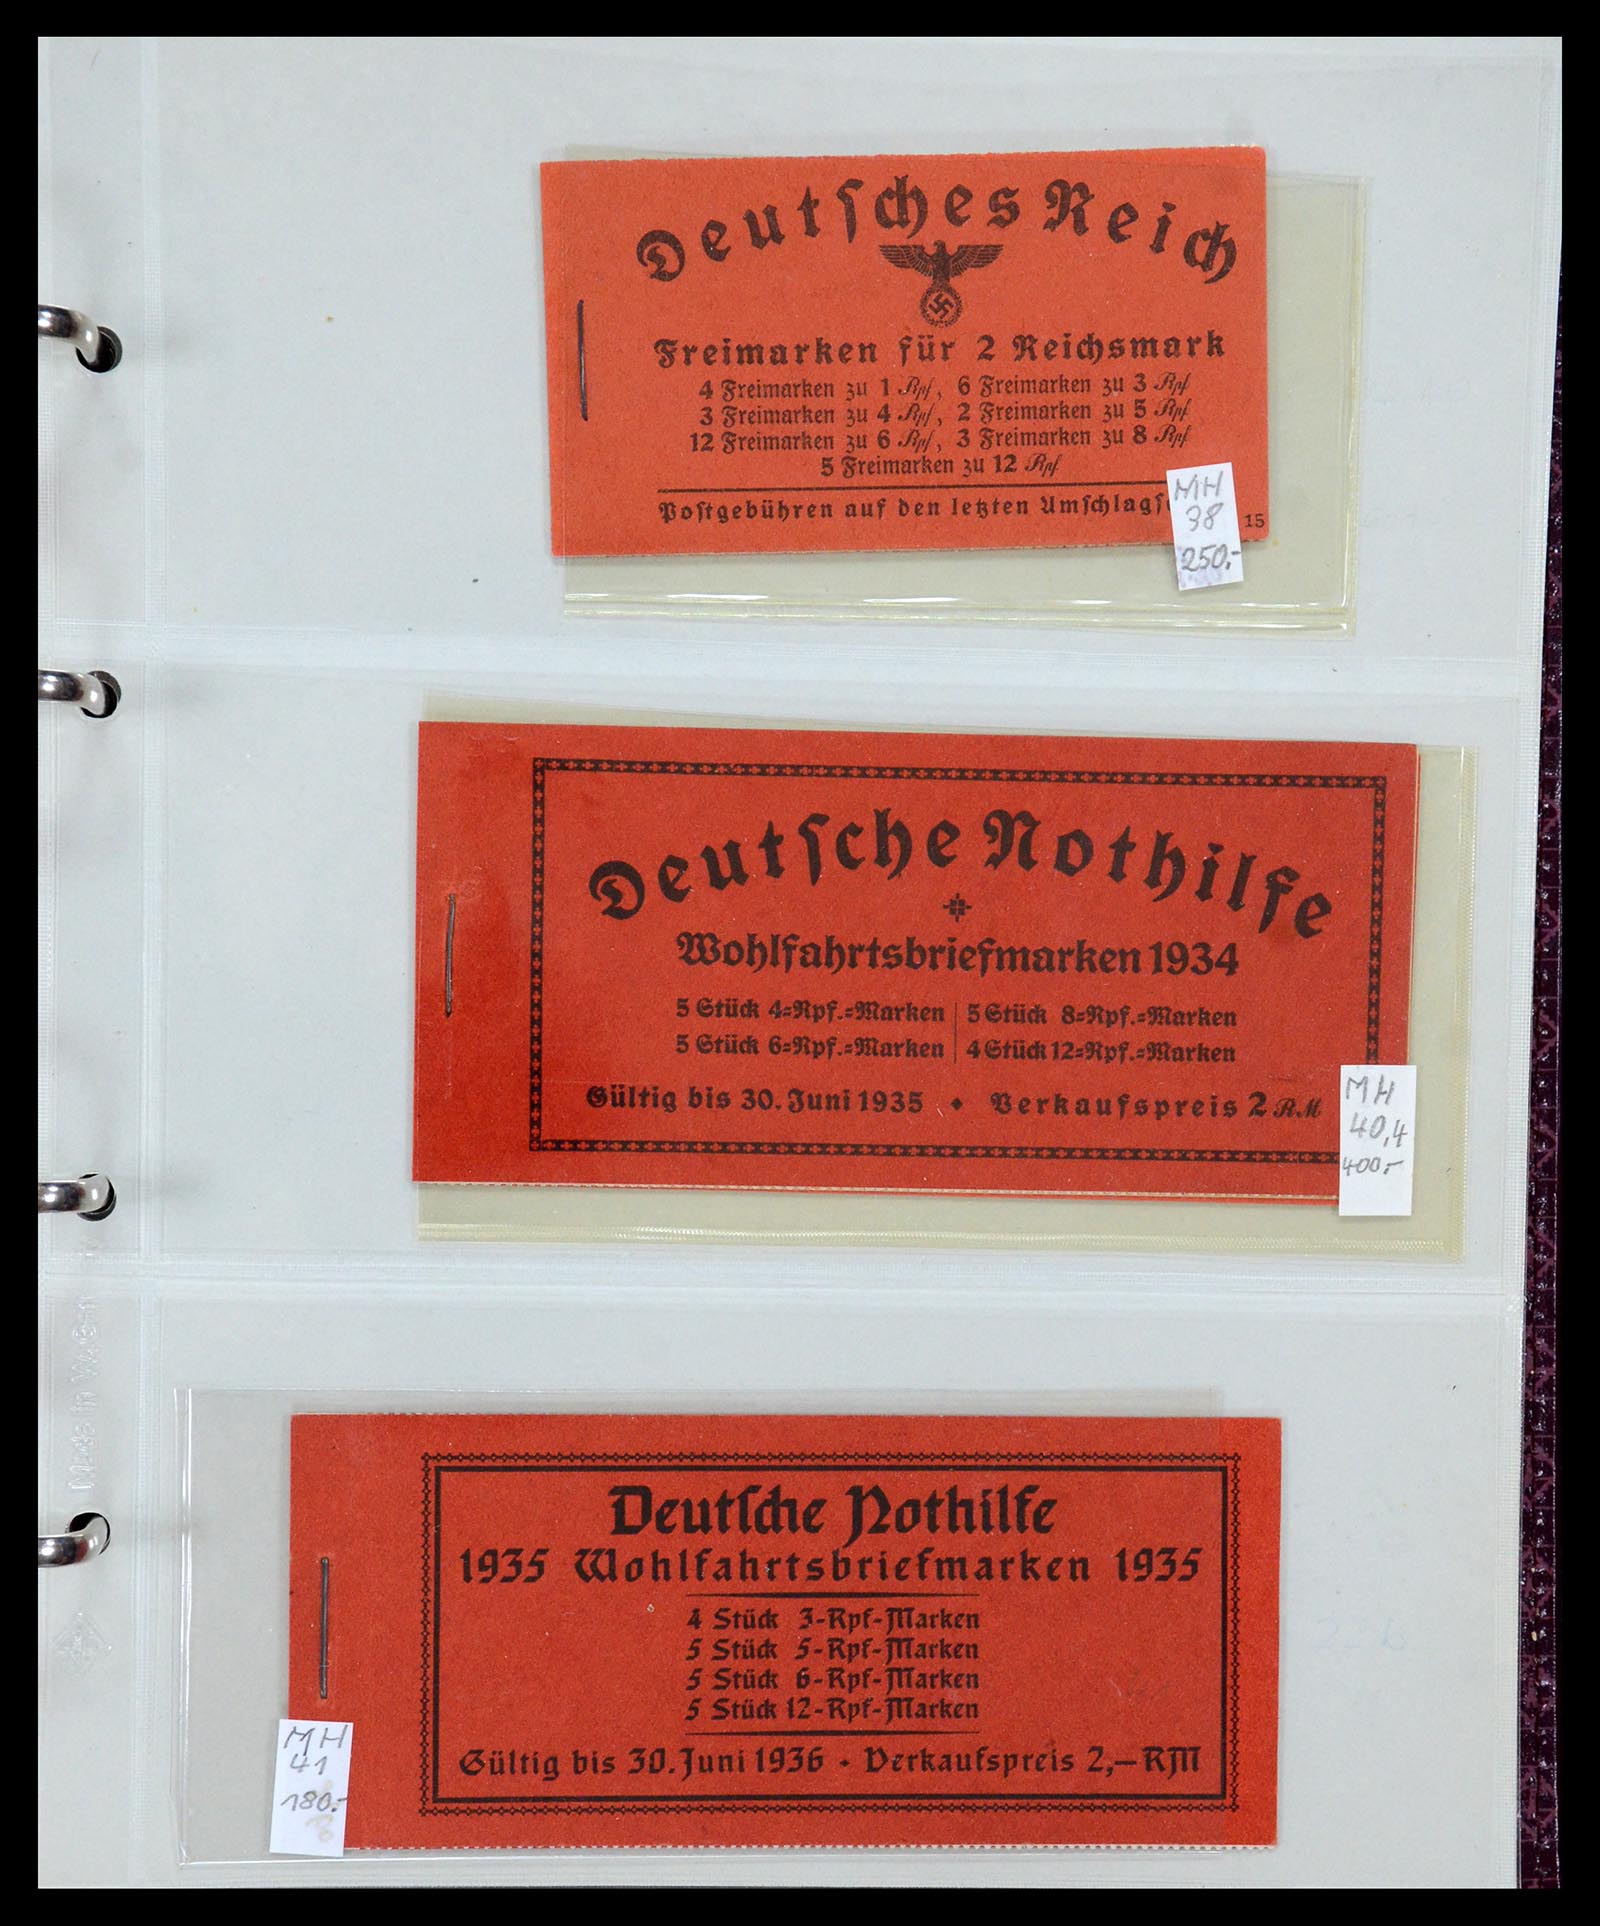 Deutsches Reich
Freimarken für 2 Reichsmark
4 Freimarken zu 1 Rpf, 6 Freimarken zu 3 Rpf
3 Freimarken zu 4 Rpf, 2 Freimarken zu 5 Rpf
12 Freimarken zu 6 Rpf, 3 Freimarken zu 8 Rpf
5 Freimarken zu 12 Rpf
Postgebühren auf den letzten
15
MH
38
250.-
Deutsche Nothilfe
Wohlfahrtsbriefmarken 1934
5 Stück 4=Rpf.=Marken | 5 Stück 8=Rpf.=Marken
5 Stück 6=Rpf.=Marken | 4 Stück 12=Rpf.=Marken
Gültig bis 30. Juni 1935 ⬩ Verkaufspreis 2 RM
MH
40,4
400.-
Deutsche Nothilfe
1935 Wohlfahrtsbriefmarken 1935
4 Stück 3-Rpf-Marken
5 Stück 5-Rpf-Marken
5 Stück 6-Rpf-Marken
5 Stück 12-Rpf-Marken
Gültig bis 30. Juni 1936 ⬩ Verkaufspreis 2,— RM
MH
41
180.-
Made in W.-Germ